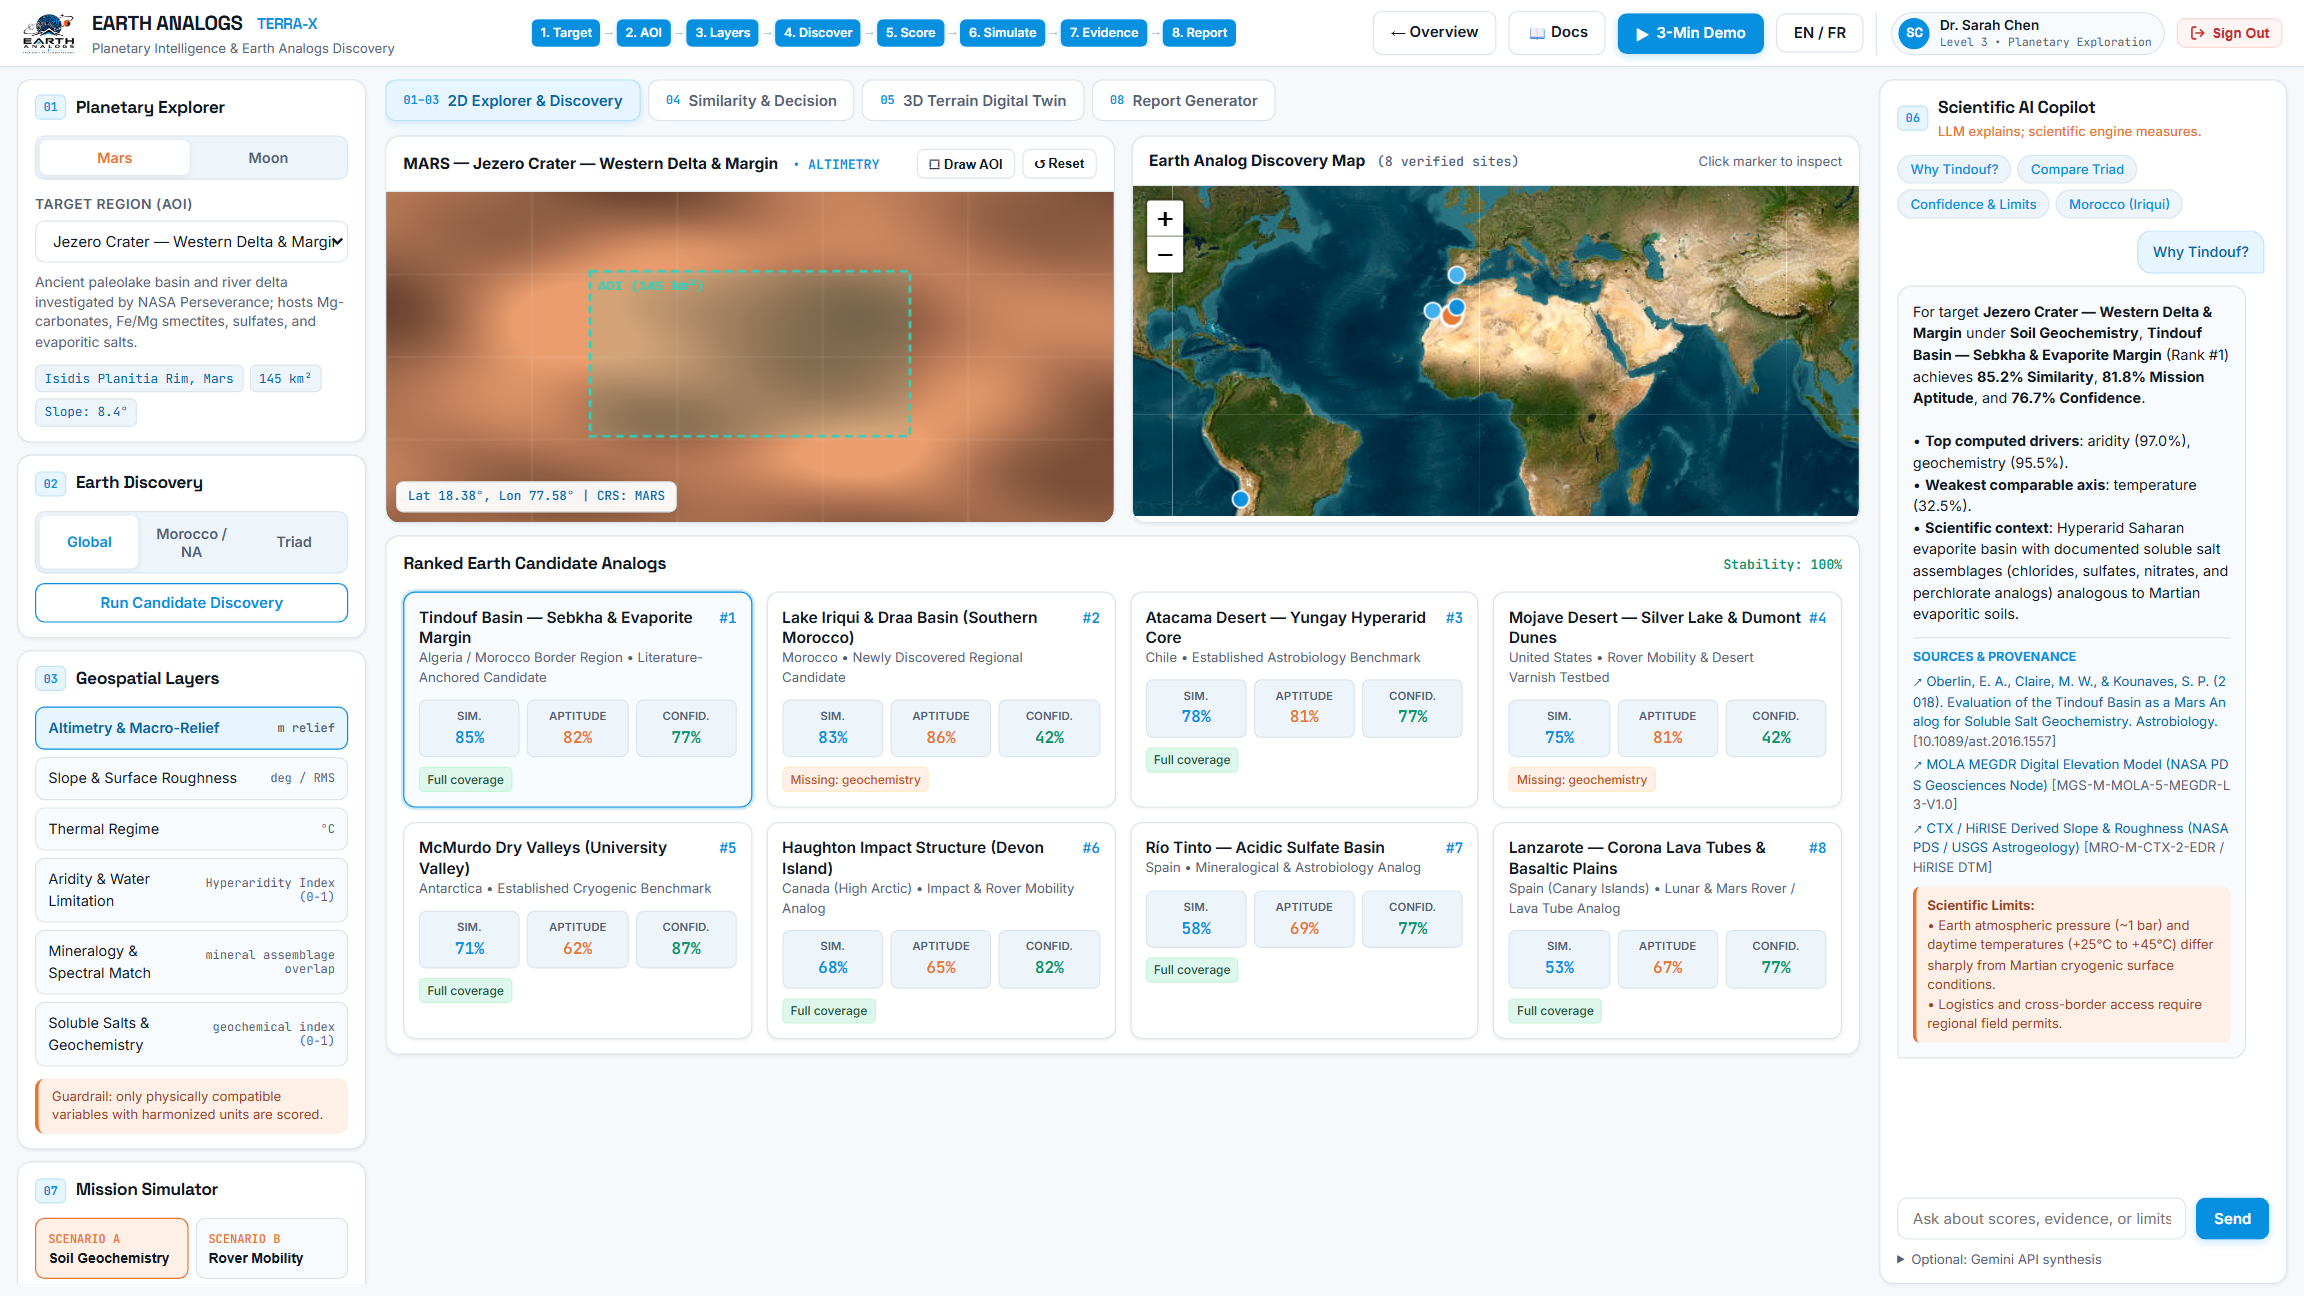 EARTH ANALOGS
EARTH ANALOGS TERRA-X
Planetary Intelligence & Earth Analogs Discovery
1. Target → 2. AOI → 3. Layers → 4. Discover → 5. Score → 6. Simulate → 7. Evidence → 8. Report
← Overview
📖 Docs
▶ 3-Min Demo
EN / FR
SC
Dr. Sarah Chen
Level 3 • Planetary Exploration
Sign Out
01 Planetary Explorer
Mars
Moon
TARGET REGION (AOI)
Jezero Crater — Western Delta & Margin
Ancient paleolake basin and river delta
investigated by NASA Perseverance; hosts Mg-
carbonates, Fe/Mg smectites, sulfates, and
evaporitic salts.
Isidis Planitia Rim, Mars
145 km²
Slope: 8.4°
02 Earth Discovery
Global
Morocco /
NA
Triad
Run Candidate Discovery
03 Geospatial Layers
Altimetry & Macro-Relief m relief
Slope & Surface Roughness deg / RMS
Thermal Regime °C
Aridity & Water
Limitation
Hyperaridity Index
(0-1)
Mineralogy &
Spectral Match
mineral assemblage
overlap
Soluble Salts &
Geochemistry
geochemical index
(0-1)
Guardrail: only physically compatible
variables with harmonized units are scored.
07 Mission Simulator
SCENARIO A
Soil Geochemistry
SCENARIO B
Rover Mobility
01-03 2D Explorer & Discovery
04 Similarity & Decision
05 3D Terrain Digital Twin
08 Report Generator
MARS — Jezero Crater — Western Delta & Margin • ALTIMETRY
☐ Draw AOI
↺ Reset
AOI (145 km²)
Lat 18.38°, Lon 77.58° | CRS: MARS
Earth Analog Discovery Map (8 verified sites)
Click marker to inspect
+
−
Ranked Earth Candidate Analogs
Stability: 100%
Tindouf Basin — Sebkha & Evaporite
Margin
#1
Algeria / Morocco Border Region • Literature-
Anchored Candidate
SIM. APTITUDE CONFID.
85% 82% 77%
Full coverage
Lake Iriqui & Draa Basin (Southern
Morocco)
#2
Morocco • Newly Discovered Regional
Candidate
SIM. APTITUDE CONFID.
83% 86% 42%
Missing: geochemistry
Atacama Desert — Yungay Hyperarid
Core
#3
Chile • Established Astrobiology Benchmark
SIM. APTITUDE CONFID.
78% 81% 77%
Full coverage
Mojave Desert — Silver Lake & Dumont
Dunes
#4
United States • Rover Mobility & Desert
Varnish Testbed
SIM. APTITUDE CONFID.
75% 81% 42%
Missing: geochemistry
McMurdo Dry Valleys (University
Valley)
#5
Antarctica • Established Cryogenic Benchmark
SIM. APTITUDE CONFID.
71% 62% 87%
Full coverage
Haughton Impact Structure (Devon
Island)
#6
Canada (High Arctic) • Impact & Rover Mobility
Analog
SIM. APTITUDE CONFID.
68% 65% 82%
Full coverage
Río Tinto — Acidic Sulfate Basin
#7
Spain • Mineralogical & Astrobiology Analog
SIM. APTITUDE CONFID.
58% 69% 77%
Full coverage
Lanzarote — Corona Lava Tubes &
Basaltic Plains
#8
Spain (Canary Islands) • Lunar & Mars Rover /
Lava Tube Analog
SIM. APTITUDE CONFID.
53% 67% 77%
Full coverage
06 Scientific AI Copilot
LLM explains; scientific engine measures.
Why Tindouf?
Compare Triad
Confidence & Limits
Morocco (Iriqui)
Why Tindouf?
For target Jezero Crater — Western Delta &
Margin under Soil Geochemistry, Tindouf
Basin — Sebkha & Evaporite Margin (Rank #1)
achieves 85.2% Similarity, 81.8% Mission
Aptitude, and 76.7% Confidence.
• Top computed drivers: aridity (97.0%),
geochemistry (95.5%).
• Weakest comparable axis: temperature
(32.5%).
• Scientific context: Hyperarid Saharan
evaporite basin with documented soluble salt
assemblages (chlorides, sulfates, nitrates, and
perchlorate analogs) analogous to Martian
evaporitic soils.
SOURCES & PROVENANCE
↗ Oberlin, E. A., Claire, M. W., & Kounaves, S. P. (2
018). Evaluation of the Tindouf Basin as a Mars An
alog for Soluble Salt Geochemistry. Astrobiology.
[10.1089/ast.2016.1557]
↗ MOLA MEGDR Digital Elevation Model (NASA PD
S Geosciences Node) [MGS-M-MOLA-5-MEGDR-L
3-V1.0]
↗ CTX / HiRISE Derived Slope & Roughness (NASA
PDS / USGS Astrogeology) [MRO-M-CTX-2-EDR /
HiRISE DTM]
Scientific Limits:
• Earth atmospheric pressure (~1 bar) and
daytime temperatures (+25°C to +45°C) differ
sharply from Martian cryogenic surface
conditions.
• Logistics and cross-border access require
regional field permits.
Ask about scores, evidence, or limits
Send
▶ Optional: Gemini API synthesis